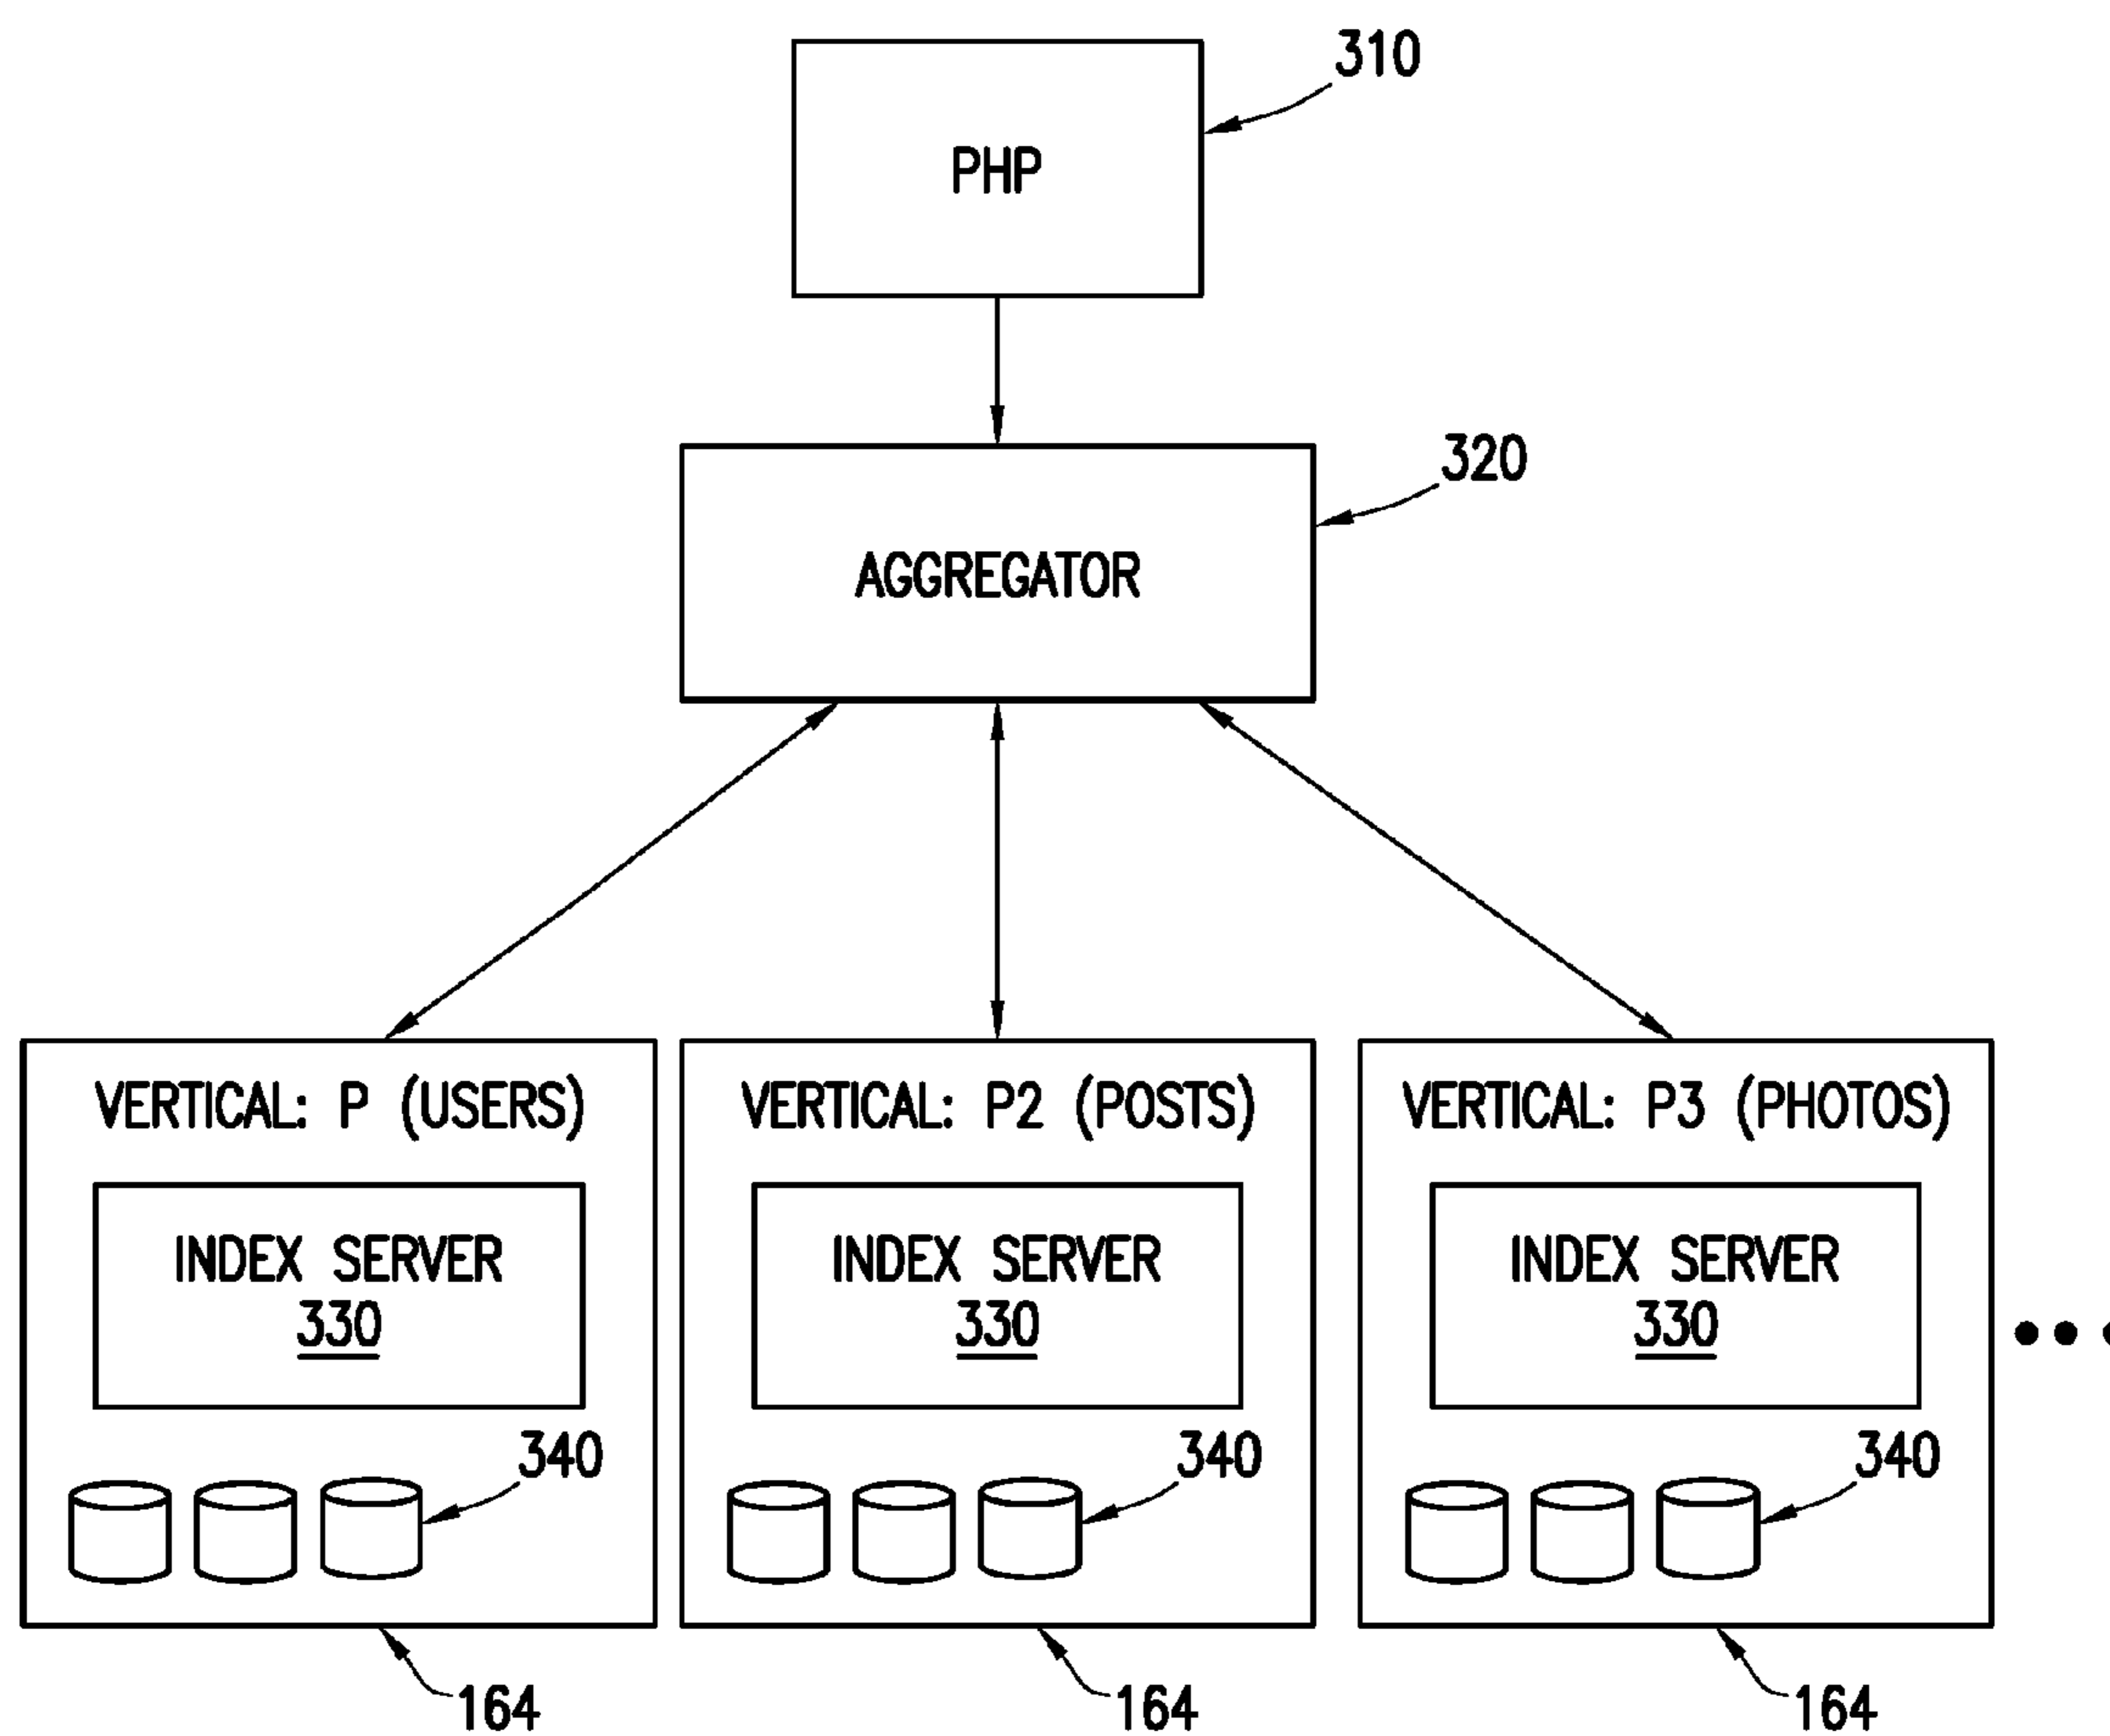 310
PHP
320
AGGREGATOR
VERTICAL: P (USERS)
INDEX SERVER
330
340
164
VERTICAL: P2 (POSTS)
INDEX SERVER
330
340
164
VERTICAL: P3 (PHOTOS)
INDEX SERVER
330
340
164